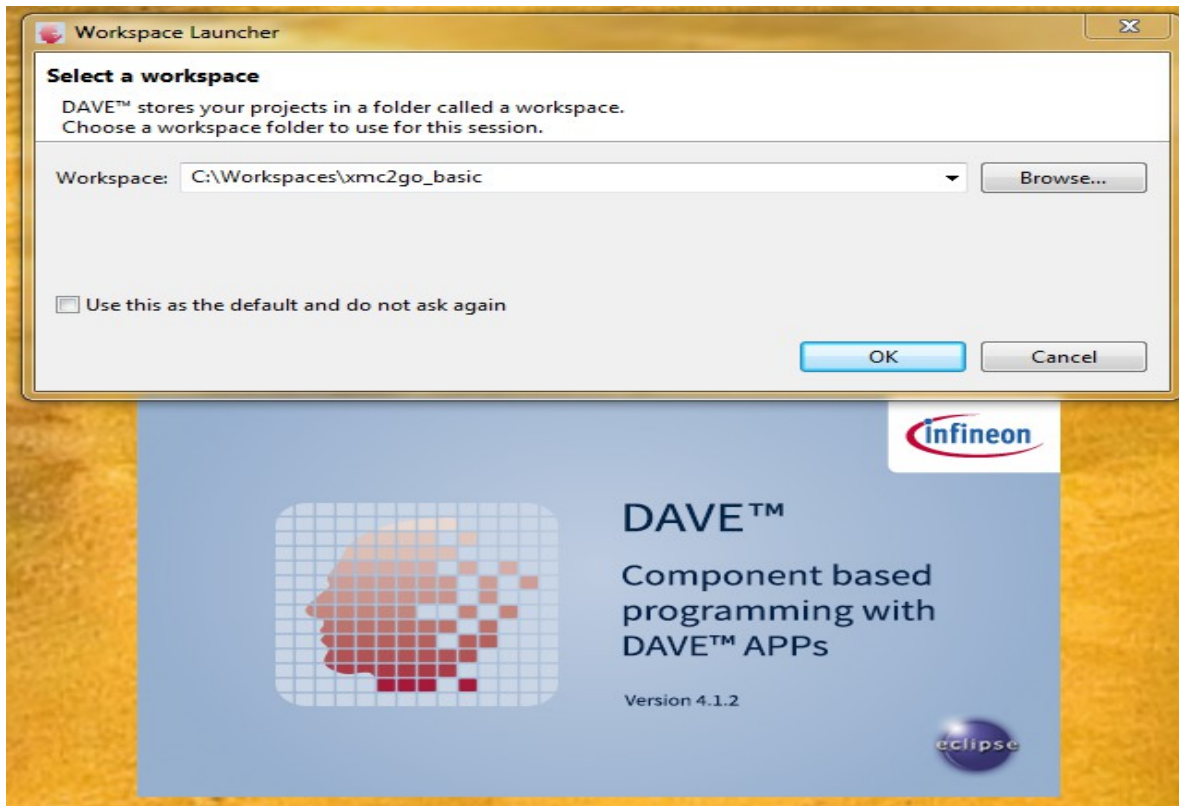 Workspace Launcher
Select a workspace
DAVE™ stores your projects in a folder called a workspace.
Choose a workspace folder to use for this session.
Workspace: C:\Workspaces\xmc2go_basic Browse...
Use this as the default and do not ask again
OK Cancel
infineon
DAVE™
Component based
programming with
DAVE™ APPs
Version 4.1.2
eclipse